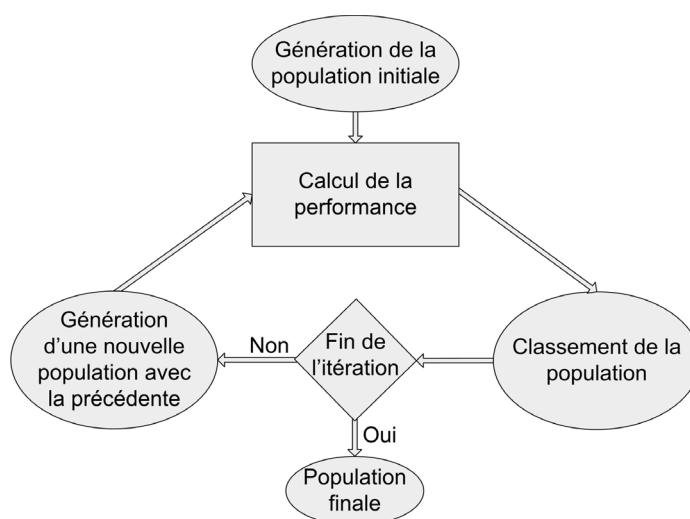 Génération de la
population initiale
Calcul de la
performance
Classement de la
population
Fin de
l'itération
Non
Génération
d'une nouvelle
population avec
la précédente
Oui
Population
finale